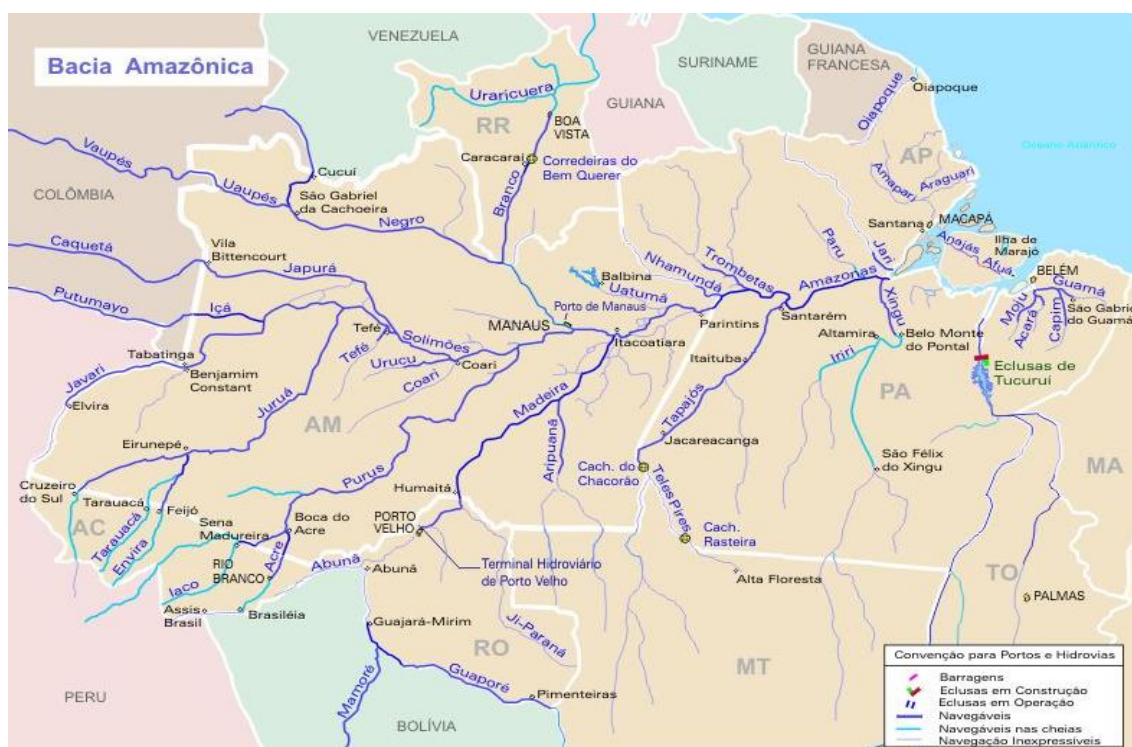 Bacia Amazônica
VENEZUELA
SURINAME
GUIANA
FRANCESA
GUIANA
COLÔMBIA
PERU
BOLÍVIA
Oceano Atlântico
RR
AP
AM
PA
AC
RO
MT
TO
MA
Uraricuera
BOA
VISTA
Caracaraí
Corredeiras do
Bem Querer
Branco
Oiapoque
Oiapoque
Amapari
Araguari
Santana
MACAPÁ
Ilha de
Marajó
Anajás
Afuá
BELÉM
Guamá
São Gabriel
do Guamá
Moju
Acará
Capim
Eclusas de
Tucuruí
Vaupés
Uaupés
Cucuí
São Gabriel
da Cachoeira
Negro
Caquetá
Vila
Bittencourt
Japurá
Putumayo
Içá
Balbina
Uatumã
Nhamundá
Trombetas
Paru
Jari
Amazonas
Xingu
Porto de Manaus
MANAUS
Itacoatiara
Parintins
Santarém
Altamira
Belo Monte
do Pontal
Iriri
Tefé
Tefé
Solimões
Urucu
Coari
Coari
Tabatinga
Benjamim
Constant
Javari
Elvira
Juruá
Eirunepé
Madeira
Itaituba
Tapajós
Jacareacanga
Aripuanã
Purus
Humaitá
Cach. do
Chacorão
Teles Pires
Cach.
Rasteira
São Félix
do Xingu
Cruzeiro
do Sul
Tarauacá
Tarauacá
Feijó
Envira
Sena
Madureira
Boca do
Acre
Acre
RIO
BRANCO
Iaco
Assis
Brasil
Brasiléia
PORTO
VELHO
Terminal Hidroviário
de Porto Velho
Abunã
Abunã
Guajará-Mirim
Mamoré
Guaporé
Ji-Paraná
Pimenteiras
Alta Floresta
PALMAS
Convenção para Portos e Hidrovias
Barragens
Eclusas em Construção
Eclusas em Operação
Navegáveis
Navegáveis nas cheias
Navegação Inexpressíveis